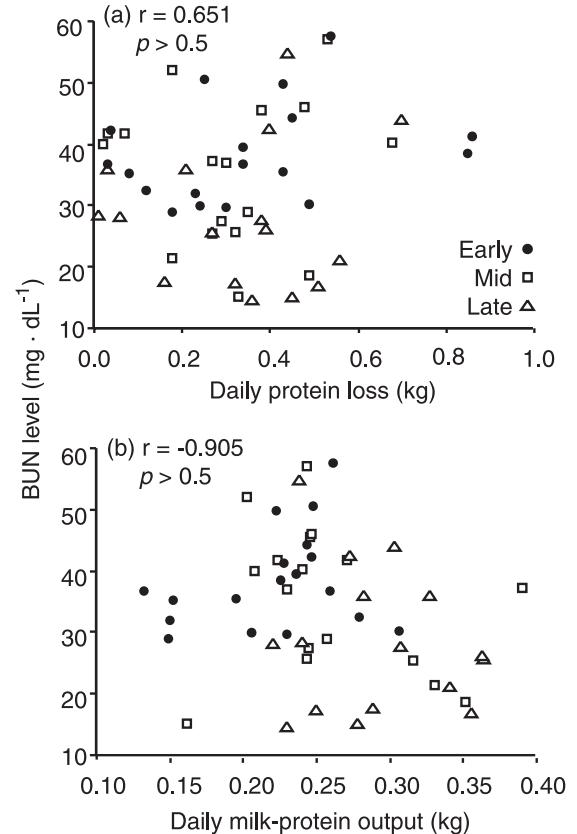 (a) r = 0.651
p > 0.5
60
50
40
30
20
10
Early
Mid
Late
0.0 0.2 0.4 0.6 0.8 1.0
Daily protein loss (kg)
BUN level (mg · dL⁻¹)
(b) r = -0.905
p > 0.5
60
50
40
30
20
10
0.10 0.15 0.20 0.25 0.30 0.35 0.40
Daily milk-protein output (kg)